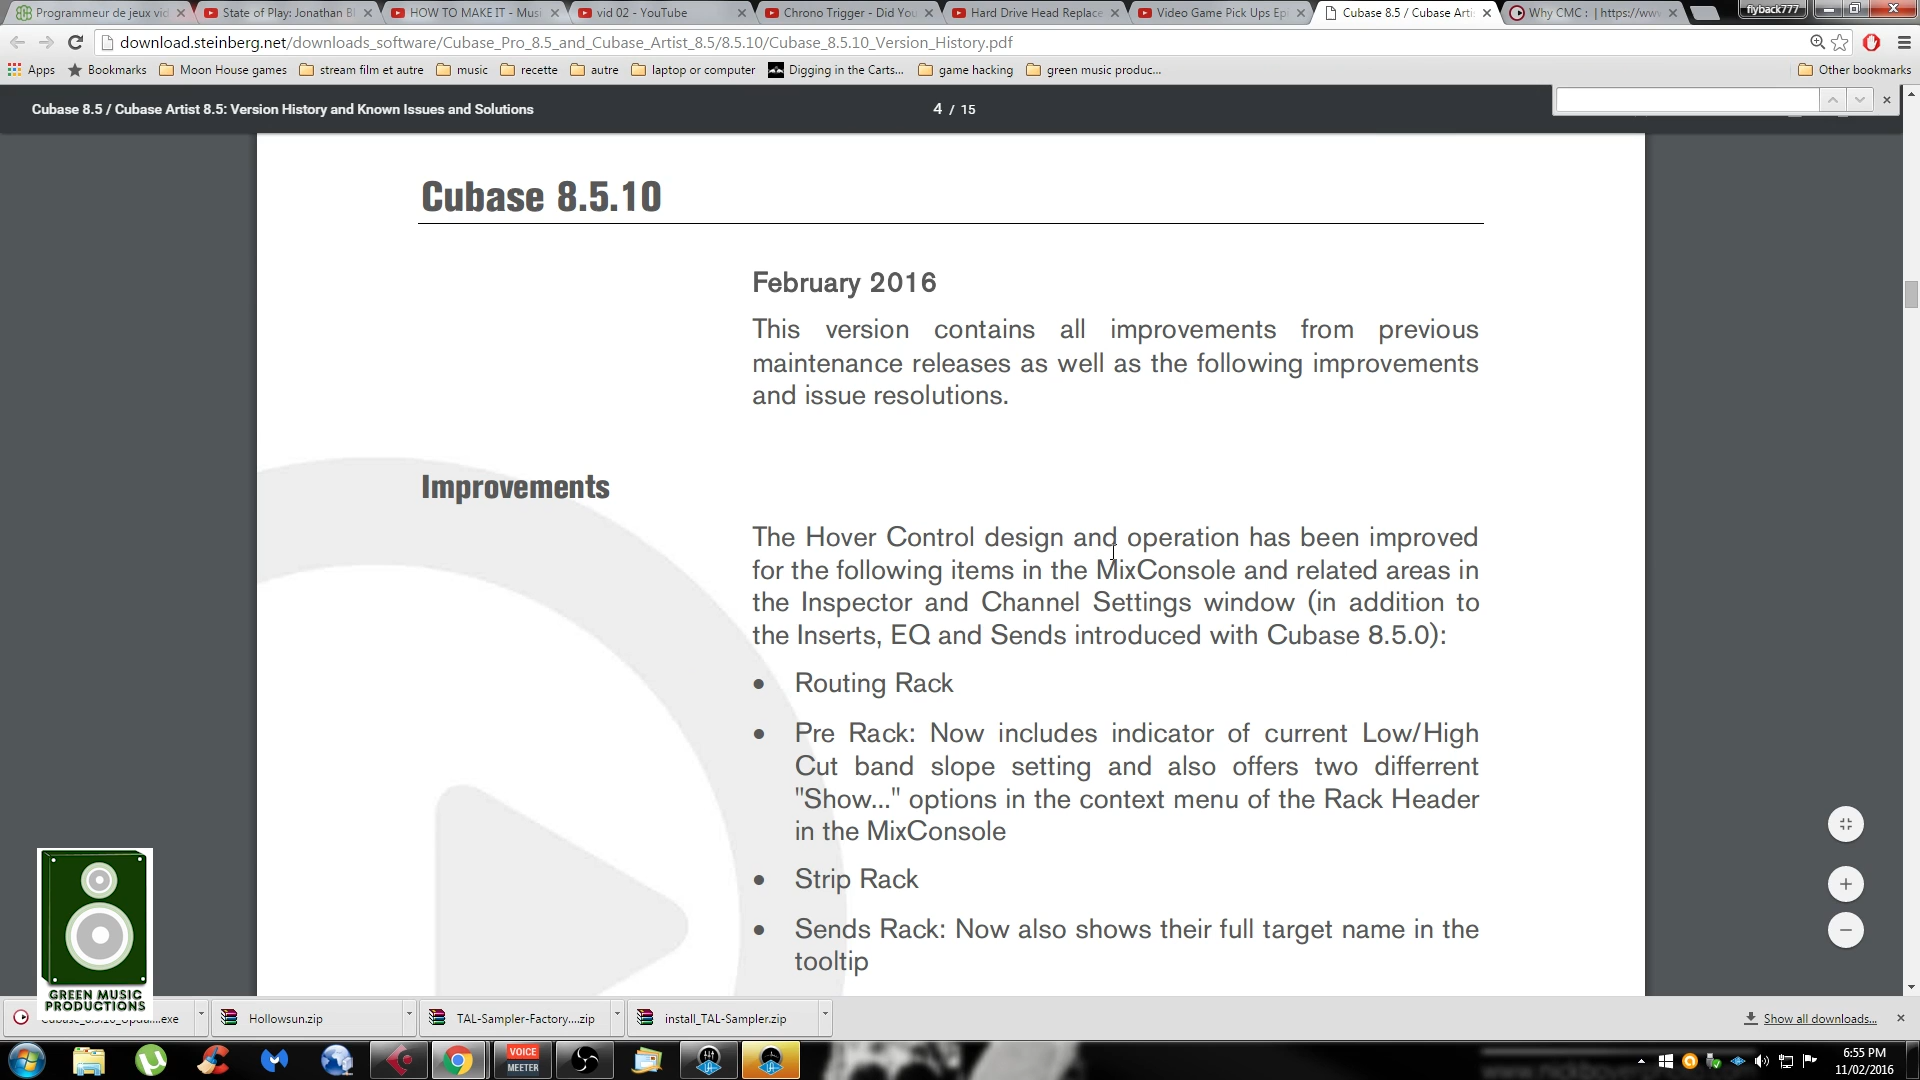 Programmeur de jeux vid
State of Play: Jonathan Bl
HOW TO MAKE IT - Musi
vid 02 - YouTube
Chrono Trigger - Did You
Hard Drive Head Replace
Video Game Pick Ups Epi
Cubase 8.5 / Cubase Arti
Why CMC : | https://www
flyback777
download.steinberg.net/downloads_software/Cubase_Pro_8.5_and_Cubase_Artist_8.5/8.5.10/Cubase_8.5.10_Version_History.pdf
Apps
Bookmarks
Moon House games
stream film et autre
music
recette
autre
laptop or computer
Digging in the Carts...
game hacking
green music produc...
Other bookmarks
Cubase 8.5 / Cubase Artist 8.5: Version History and Known Issues and Solutions
4 / 15
Cubase 8.5.10
February 2016
This version contains all improvements from previous
maintenance releases as well as the following improvements
and issue resolutions.
Improvements
The Hover Control design and operation has been improved
for the following items in the MixConsole and related areas in
the Inspector and Channel Settings window (in addition to
the Inserts, EQ and Sends introduced with Cubase 8.5.0):
• Routing Rack
• Pre Rack: Now includes indicator of current Low/High
Cut band slope setting and also offers two differrent
"Show..." options in the context menu of the Rack Header
in the MixConsole
• Strip Rack
• Sends Rack: Now also shows their full target name in the
tooltip
GREEN MUSIC
PRODUCTIONS
Hollowsun.zip
TAL-Sampler-Factory....zip
install_TAL-Sampler.zip
Show all downloads...
VOICE
MEETER
6:55 PM
11/02/2016